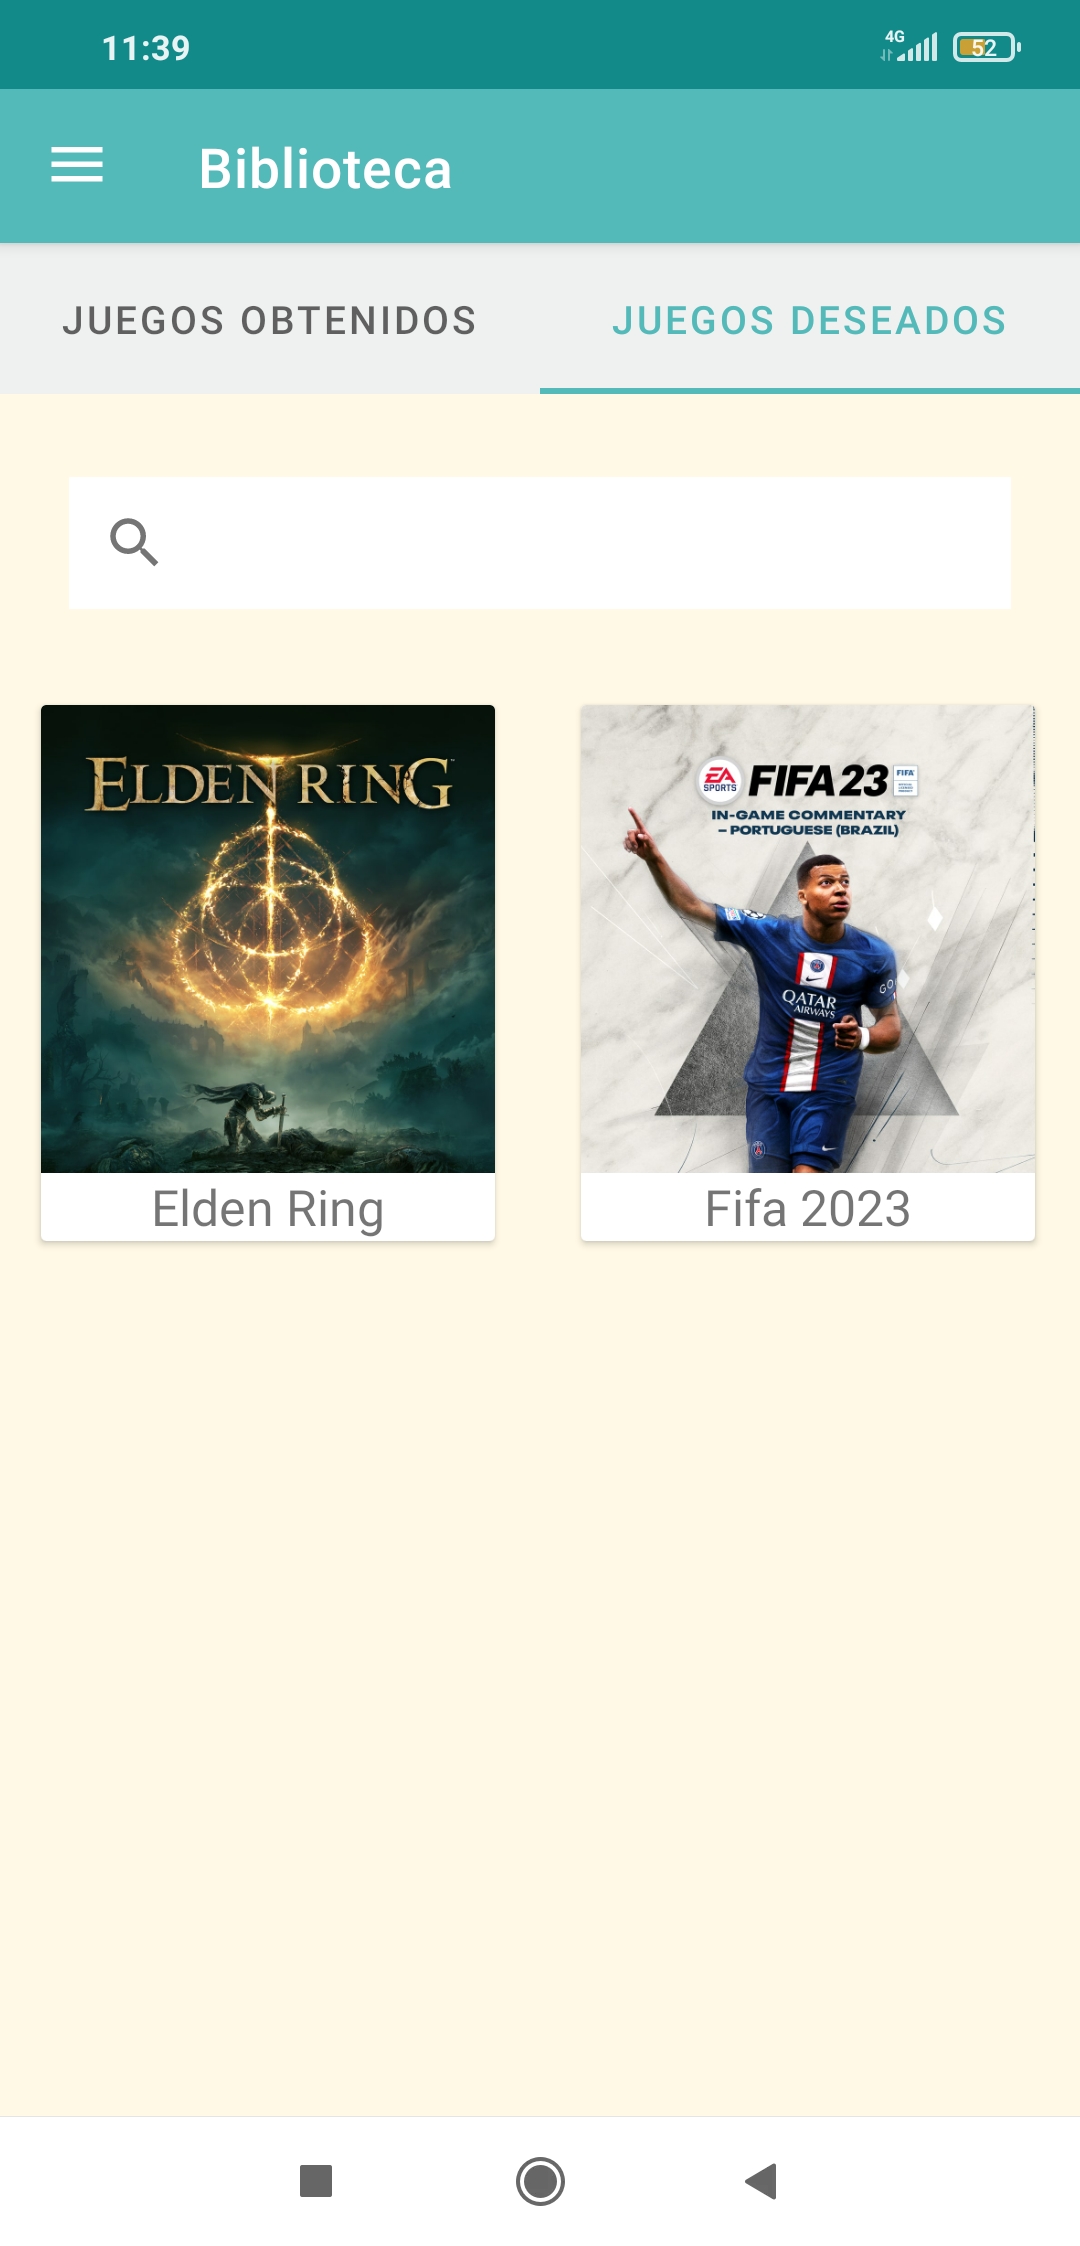 11:39
4G
52
Biblioteca
JUEGOS OBTENIDOS
JUEGOS DESEADOS
ELDEN RING
EA
SPORTS
FIFA 23
FIFA
IN-GAME COMMENTARY
– PORTUGUESE (BRAZIL)
GO
QATAR
AIRWAYS
Elden Ring
Fifa 2023